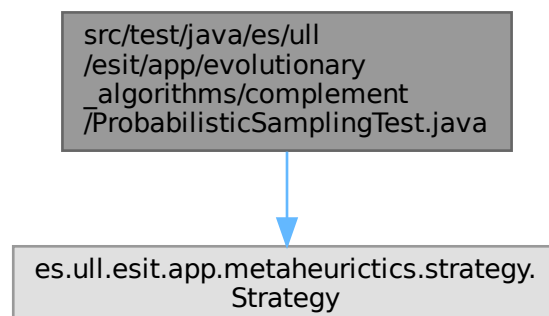 src/test/java/es/ull
/esit/app/evolutionary
_algorithms/complement
/ProbabilisticSamplingTest.java
es.ull.esit.app.metaheurictics.strategy.
Strategy